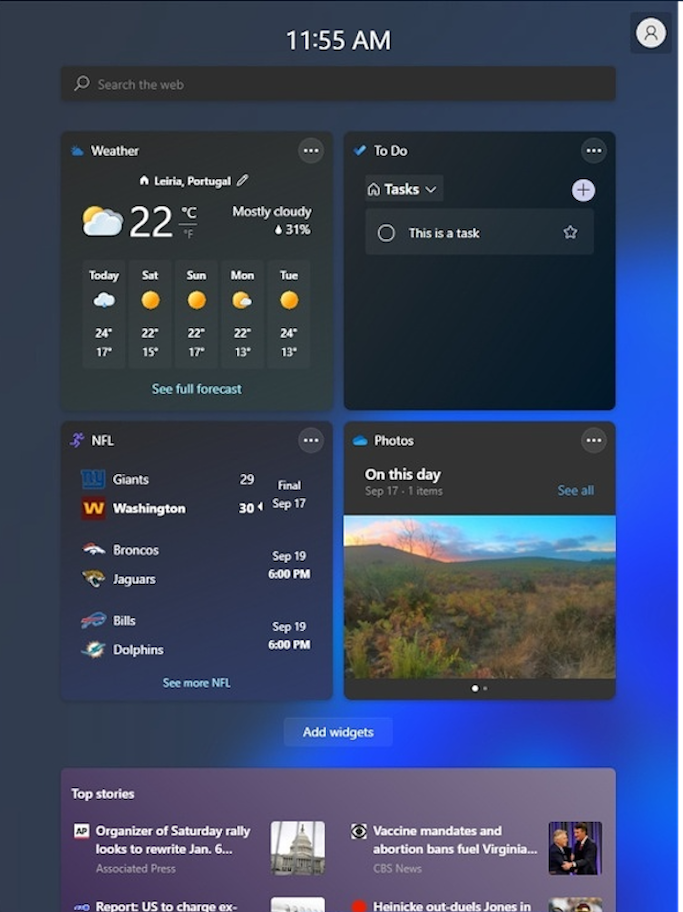 11:55 AM
Search the web
Weather
Leiria, Portugal
22 °C
°F
Mostly cloudy
31%
Today Sat Sun Mon Tue
24° 22° 22° 22° 24°
17° 15° 17° 13° 13°
See full forecast
To Do
Tasks
This is a task
NFL
Giants 29
Washington 30
Final
Sep 17
Broncos
Jaguars
Sep 19
6:00 PM
Bills
Dolphins
Sep 19
6:00 PM
See more NFL
Photos
On this day
Sep 17 · 1 items
See all
Add widgets
Top stories
AP
Organizer of Saturday rally
looks to rewrite Jan. 6...
Associated Press
Vaccine mandates and
abortion bans fuel Virginia...
CBS News
Report: US to charge ex-
Heinicke out-duels Jones in